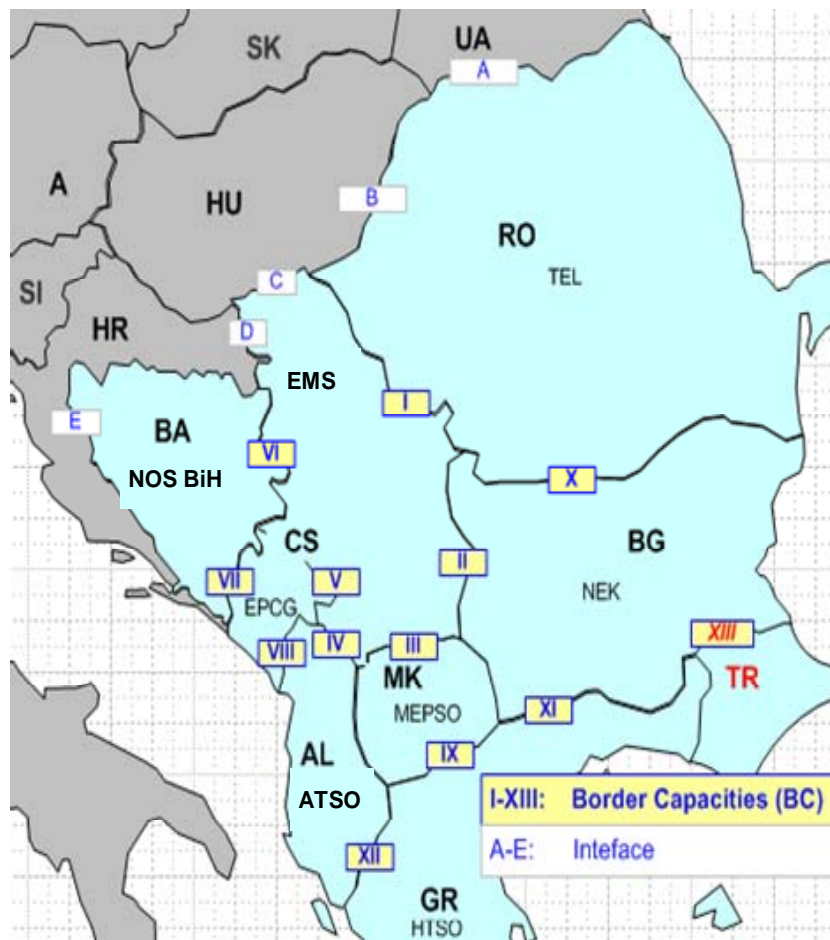 UA
SK
A
A
HU
B
RO
TEL
C
SI
HR
D
EMS
I
E
BA
VI
X
NOS BiH
CS
BG
II
VII
V
NEK
EPCG
XIII
VIII
IV
III
MK
TR
MEPSO
XI
AL
IX
ATSO
I-XIII: Border Capacities (BC)
A-E: Inteface
XII
GR
HTSO